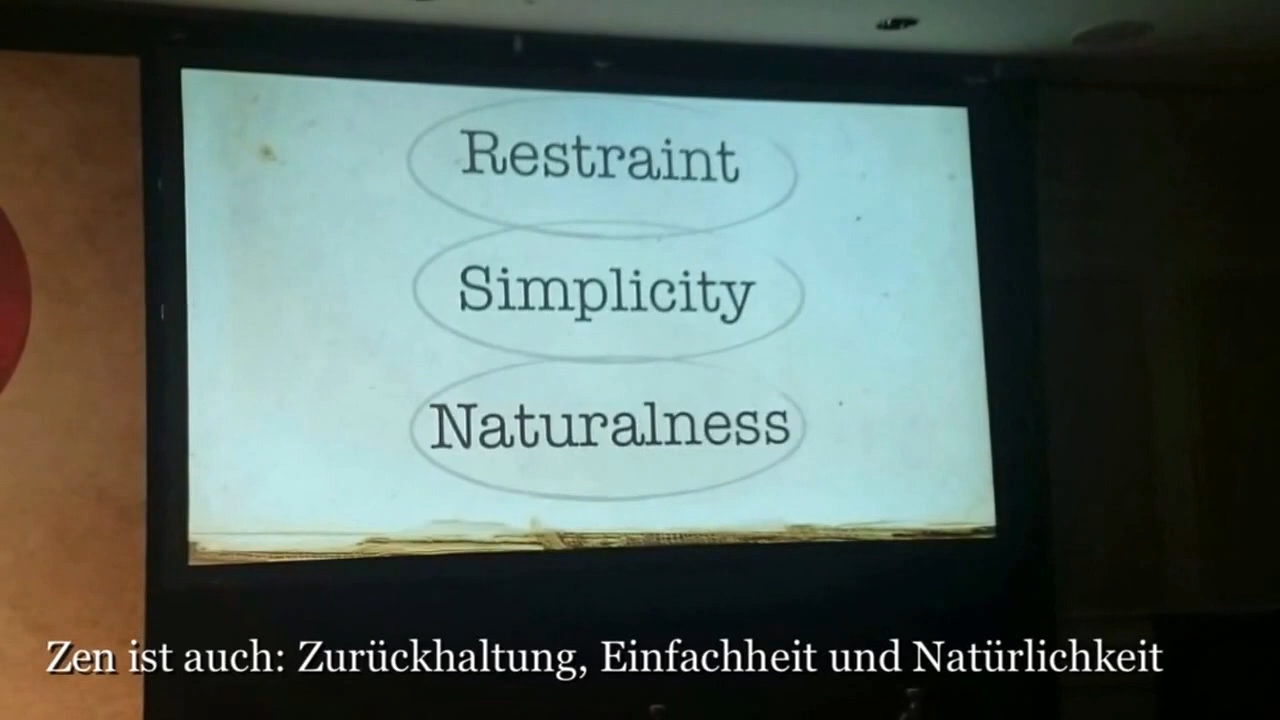 Restraint
Simplicity
Naturalness
Zen ist auch: Zurückhaltung, Einfachheit und Natürlichkeit